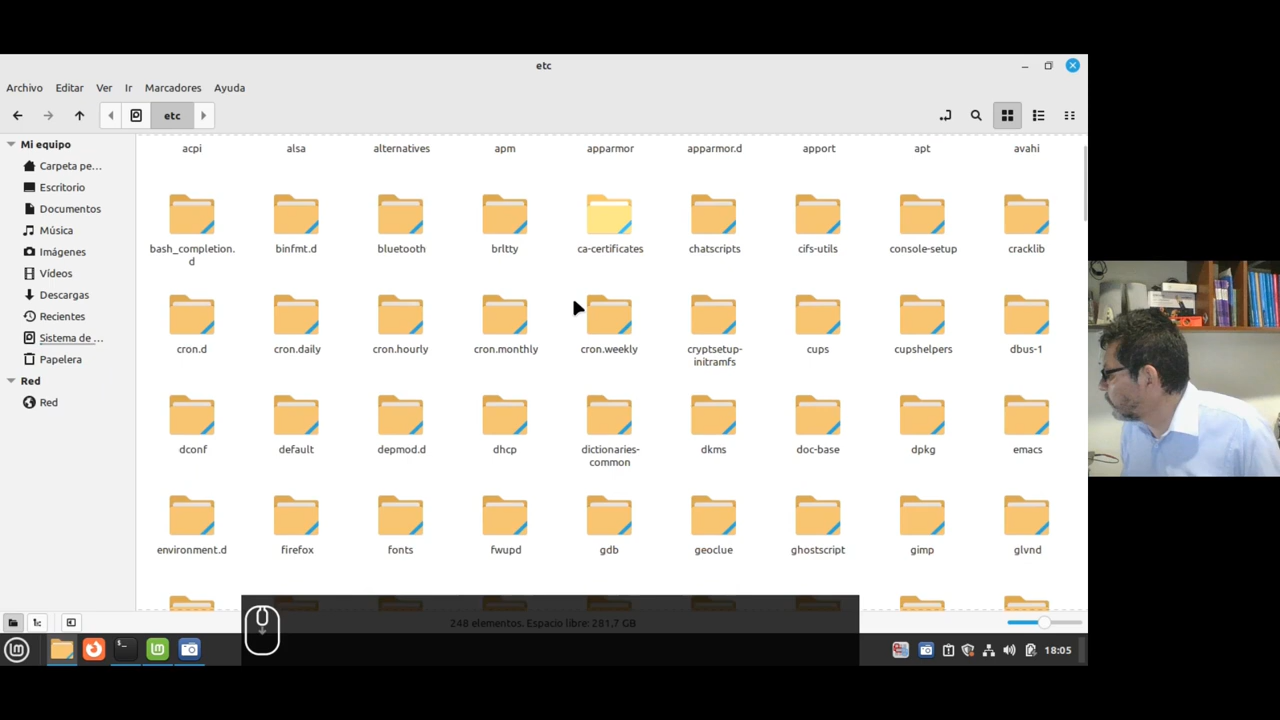 etc
Archivo Editar Ver Ir Marcadores Ayuda
etc
Mi equipo
Carpeta pe...
Escritorio
Documentos
Música
Imágenes
Vídeos
Descargas
Recientes
Sistema de ...
Papelera
Red
Red
acpi alsa alternatives apm apparmor apparmor.d apport apt avahi
bash_completion.
d
binfmt.d bluetooth brltty ca-certificates chatscripts cifs-utils console-setup cracklib
cron.d cron.daily cron.hourly cron.monthly cron.weekly
cryptsetup-
initramfs
cups cupshelpers dbus-1
dconf default depmod.d dhcp
dictionaries-
common
dkms doc-base dpkg emacs
environment.d firefox fonts fwupd gdb geoclue ghostscript gimp glvnd
248 elementos. Espacio libre: 281,7 GB
18:05